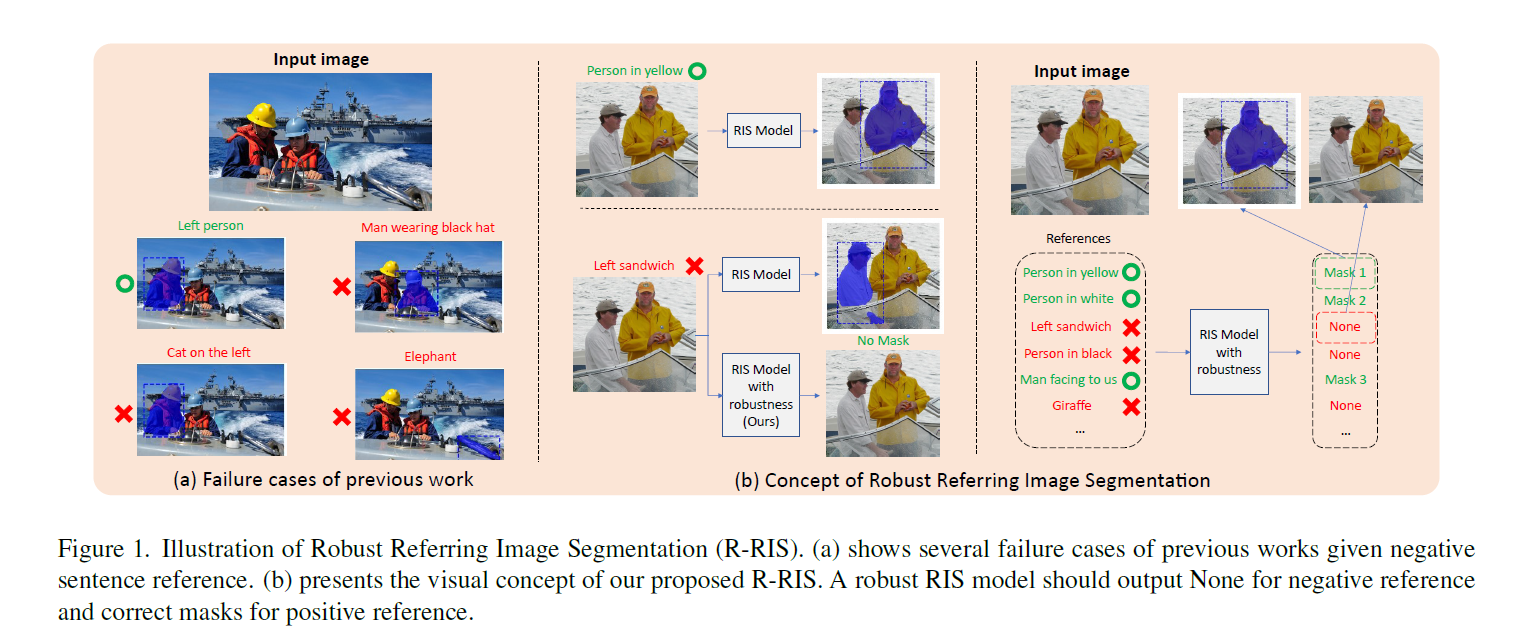 Input image
Left person
Man wearing black hat
Cat on the left
Elephant
(a) Failure cases of previous work
Person in yellow
RIS Model
Left sandwich
RIS Model
No Mask
RIS Model
with
robustness
(Ours)
Input image
References
Person in yellow
Person in white
Left sandwich
Person in black
Man facing to us
Giraffe
...
RIS Model
with
robustness
Mask 1
Mask 2
None
None
Mask 3
None
...
(b) Concept of Robust Referring Image Segmentation
Figure 1. Illustration of Robust Referring Image Segmentation (R-RIS). (a) shows several failure cases of previous works given negative
sentence reference. (b) presents the visual concept of our proposed R-RIS. A robust RIS model should output None for negative reference
and correct masks for positive reference.